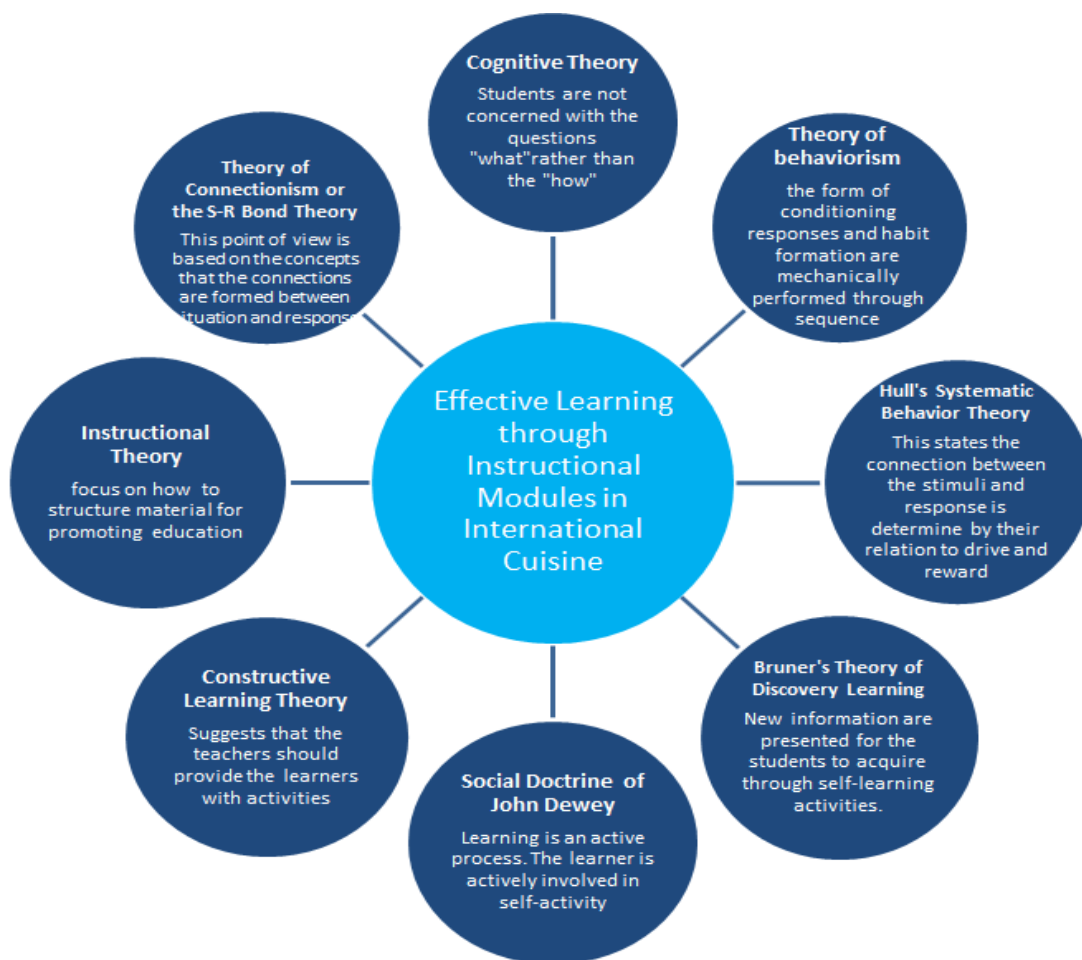 Cognitive Theory
Students are not
concerned with the
questions
"what"rather than
the "how"
Theory of
behaviorism
the form of
conditioning
responses and habit
formation are
mechanically
performed through
sequence
Hull's Systematic
Behavior Theory
This states the
connection between
the stimuli and
response is
determine by their
relation to drive and
reward
Bruner's Theory of
Discovery Learning
New information are
presented for the
students to acquire
through self-learning
activities.
Social Doctrine of
John Dewey
Learning is an active
process. The learner is
actively involved in
self-activity
Constructive
Learning Theory
Suggests that the
teachers should
provide the learners
with activities
Instructional
Theory
focus on how to
structure material for
promoting education
Theory of
Connectionism or
the S-R Bond Theory
This point of view is
based on the concepts
that the connections
are formed between
ituation and response
Effective Learning
through
Instructional
Modules in
International
Cuisine